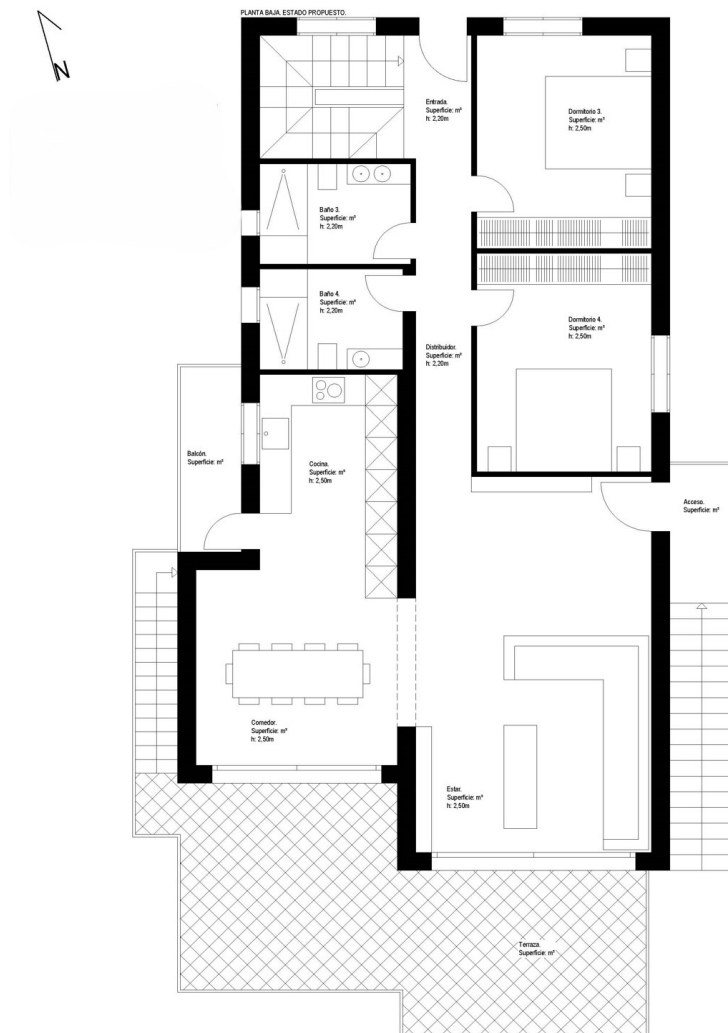 PLANTA BAJA. ESTADO PROPUESTO.
N
Entrada.
Superficie: m²
h: 2,20m
Dormitorio 3.
Superficie: m²
h: 2,50m
Baño 3.
Superficie: m²
h: 2,20m
Baño 4.
Superficie: m²
h: 2,20m
Distribuidor.
Superficie: m²
h: 2,20m
Dormitorio 4.
Superficie: m²
h: 2,50m
Balcón.
Superficie: m²
Cocina.
Superficie: m²
h: 2,50m
Acceso.
Superficie: m²
Comedor.
Superficie: m²
h: 2,50m
Estar.
Superficie: m²
h: 2,50m
Terraza.
Superficie: m²